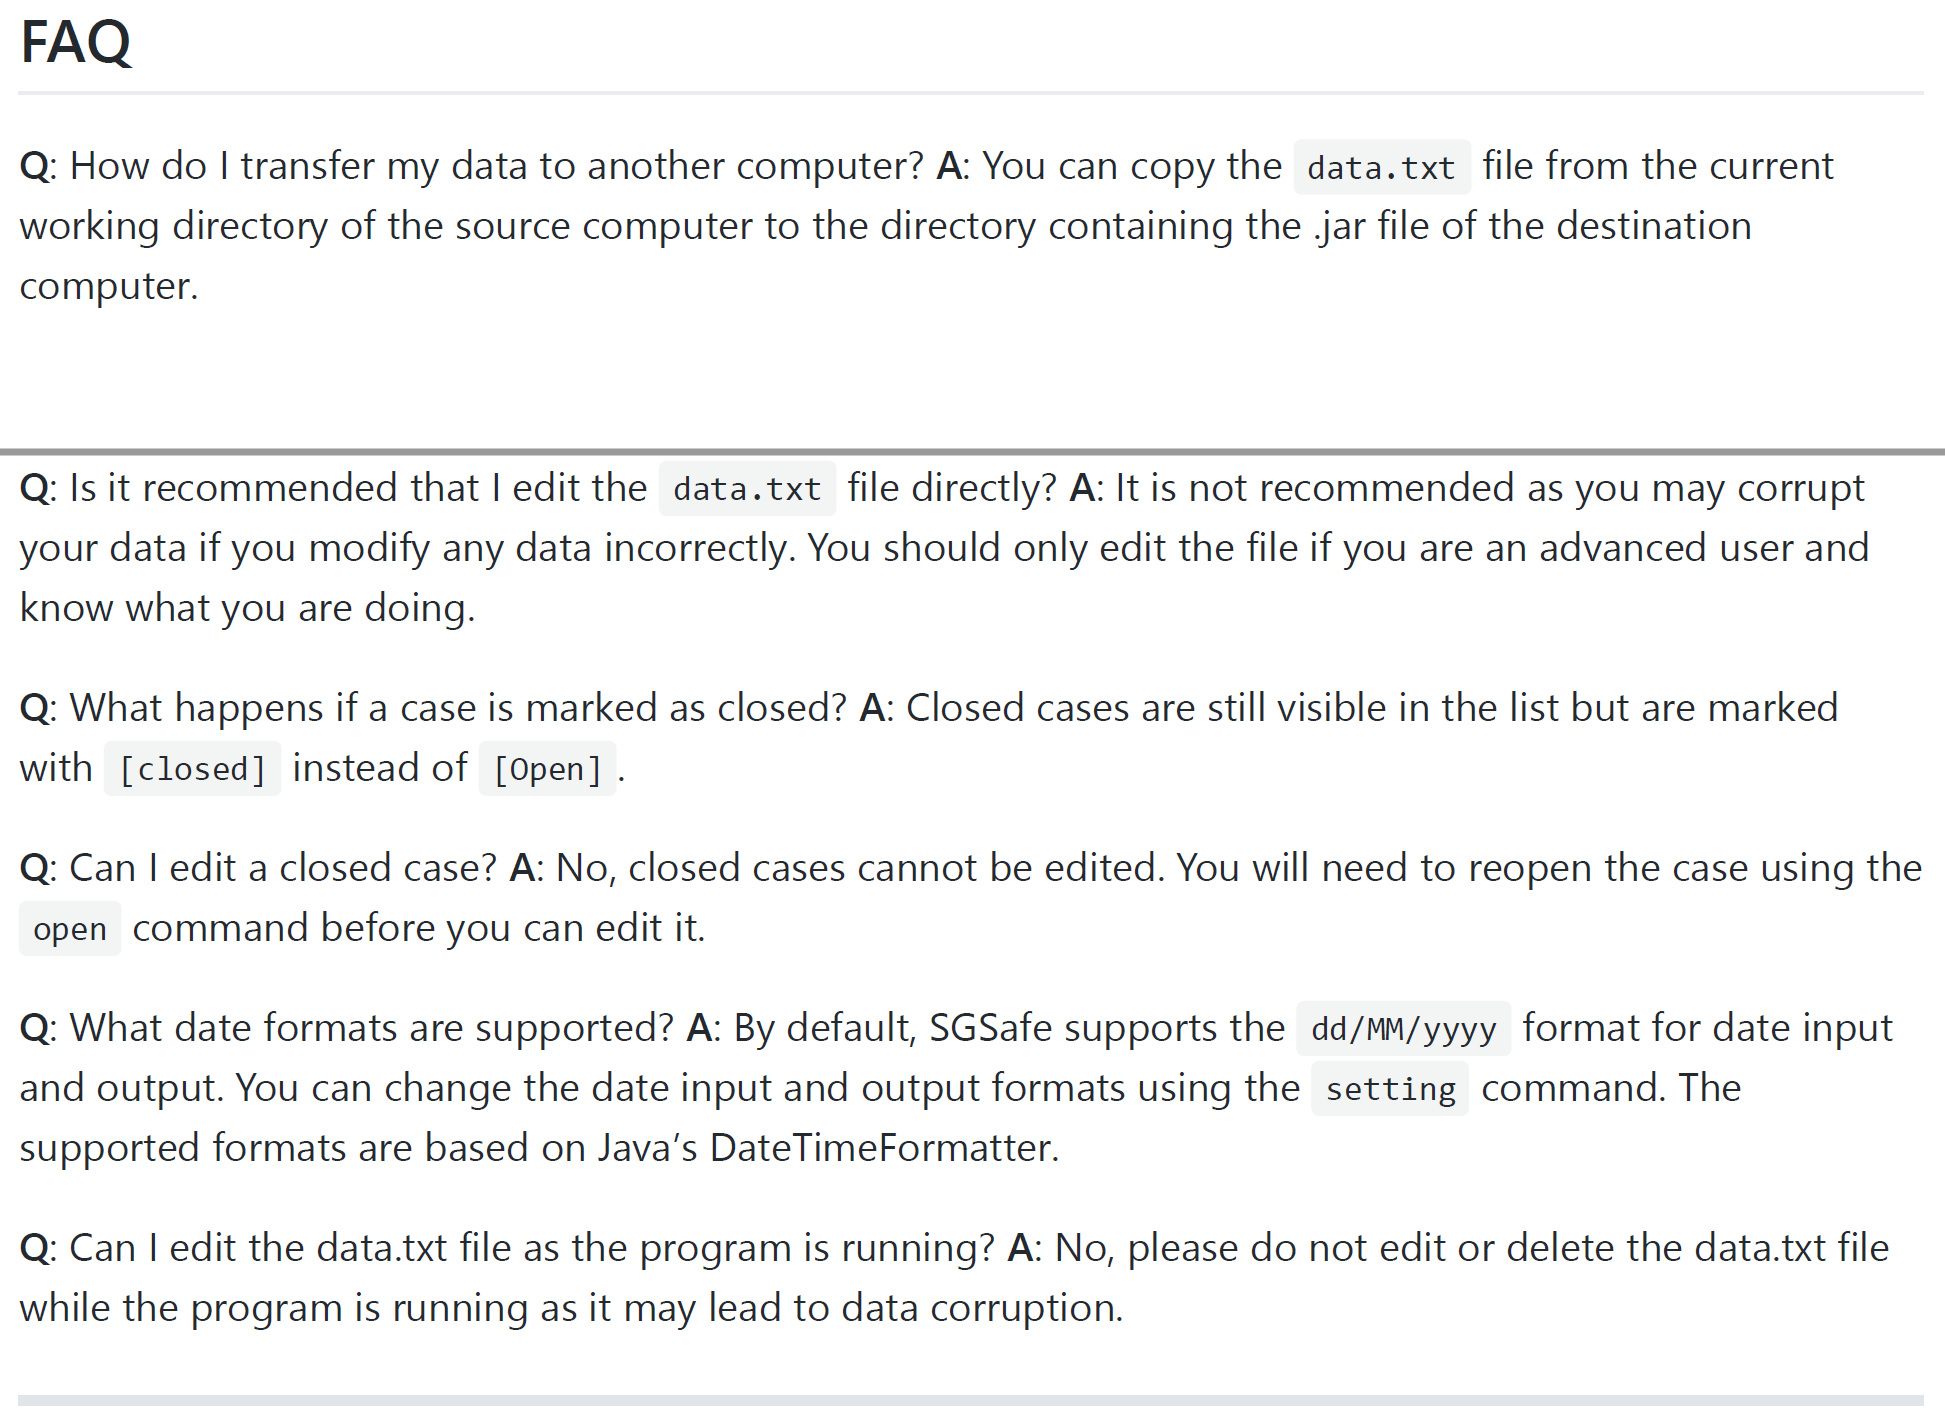 FAQ
Q: How do I transfer my data to another computer? A: You can copy the data.txt file from the current
working directory of the source computer to the directory containing the .jar file of the destination
computer.
Q: Is it recommended that I edit the data.txt file directly? A: It is not recommended as you may corrupt
your data if you modify any data incorrectly. You should only edit the file if you are an advanced user and
know what you are doing.
Q: What happens if a case is marked as closed? A: Closed cases are still visible in the list but are marked
with [closed] instead of [Open].
Q: Can I edit a closed case? A: No, closed cases cannot be edited. You will need to reopen the case using the
open command before you can edit it.
Q: What date formats are supported? A: By default, SGSafe supports the dd/MM/yyyy format for date input
and output. You can change the date input and output formats using the setting command. The
supported formats are based on Java’s DateTimeFormatter.
Q: Can I edit the data.txt file as the program is running? A: No, please do not edit or delete the data.txt file
while the program is running as it may lead to data corruption.